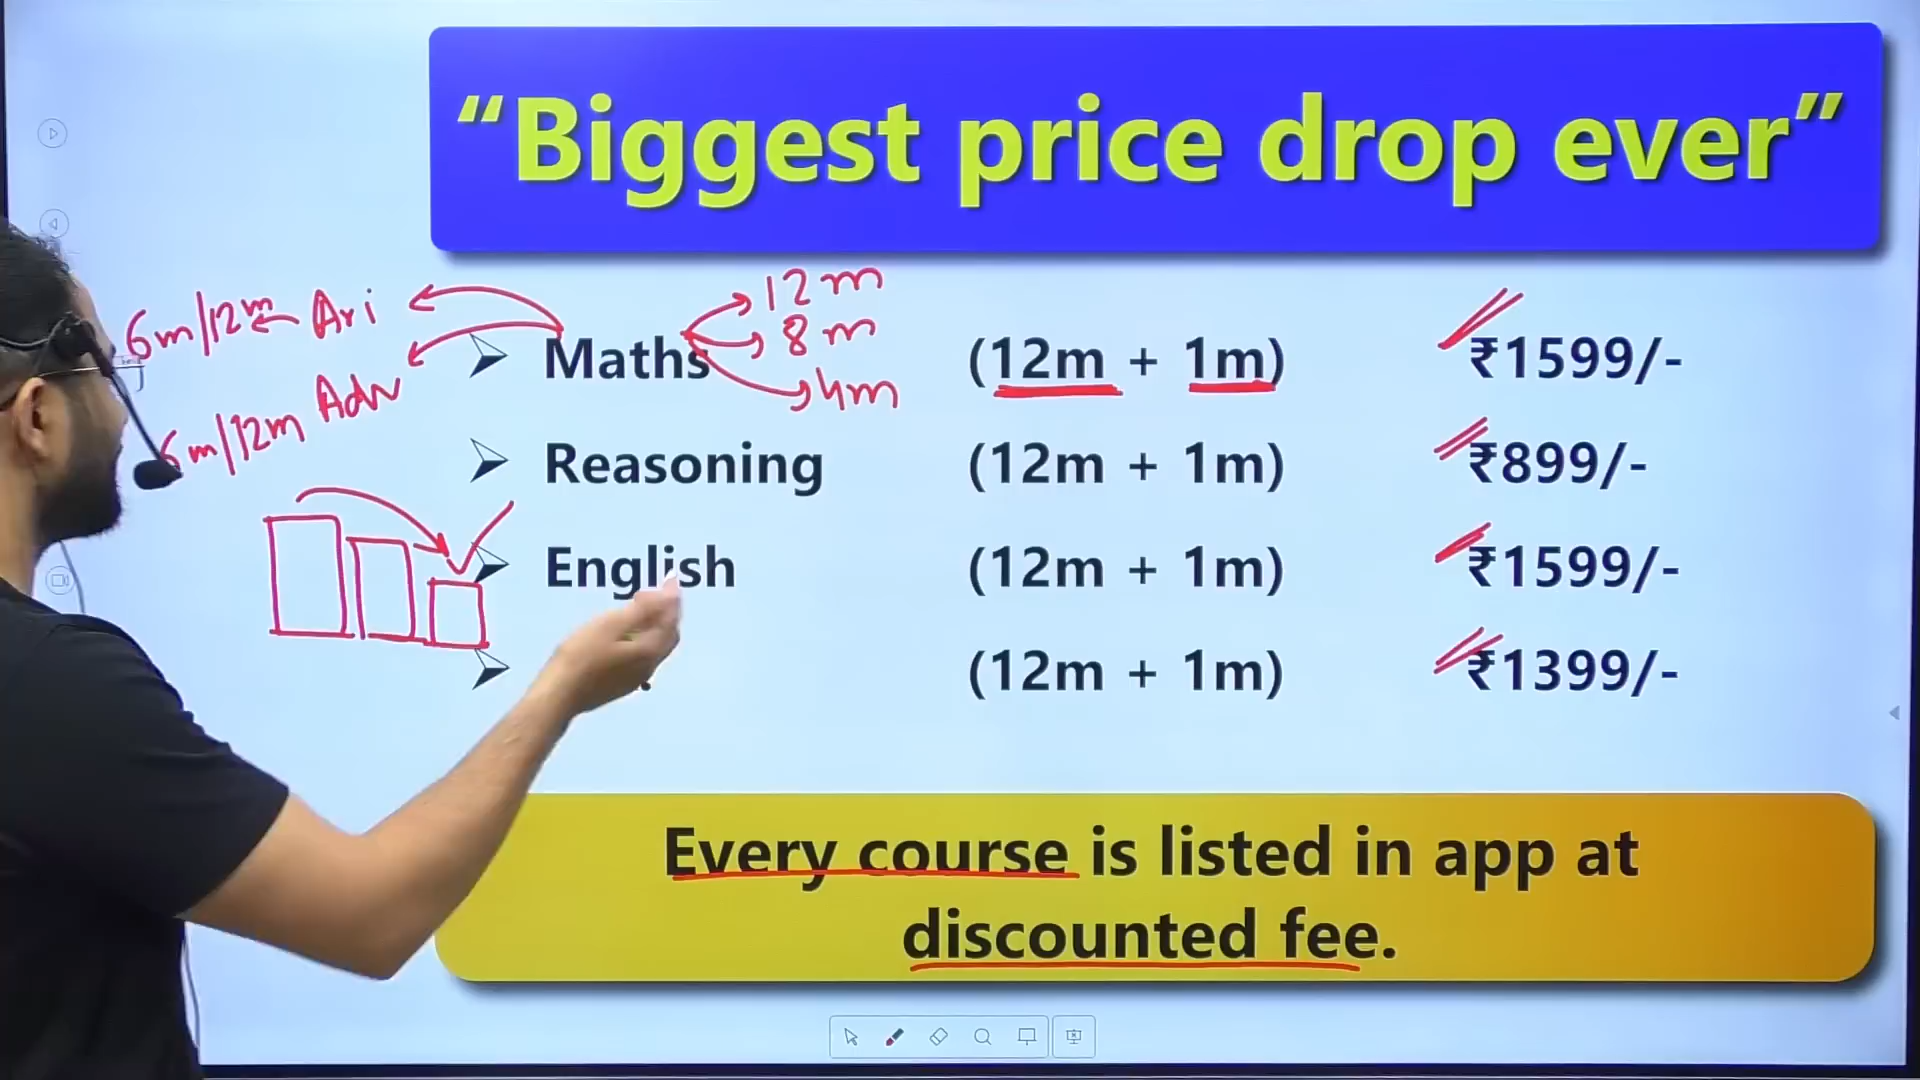 “Biggest price drop ever”
6m/12m Ari
6m/12m Adv
12m
8m
4m
Maths (12m + 1m) ₹1599/-
Reasoning (12m + 1m) ₹899/-
English (12m + 1m) ₹1599/-
(12m + 1m) ₹1399/-
Every course is listed in app at
discounted fee.